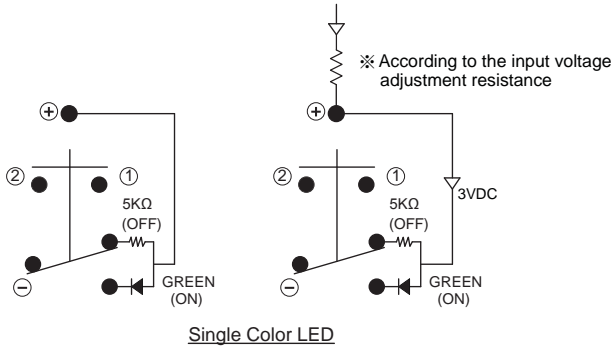 ※ According to the input voltage
adjustment resistance
+
+
② ①
② ①
3VDC
5KΩ
(OFF)
5KΩ
(OFF)
−
GREEN
(ON)
−
GREEN
(ON)
Single Color LED